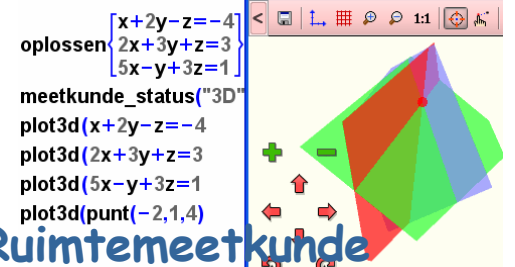 x+2y−z=−4
oplossen 2x+3y+z=3
5x−y+3z=1
meetkunde_status("3D"
plot3d(x+2y−z=−4
plot3d(2x+3y+z=3
plot3d(5x−y+3z=1
plot3d(punt(−2,1,4)
1:1
Ruimtemeetkunde